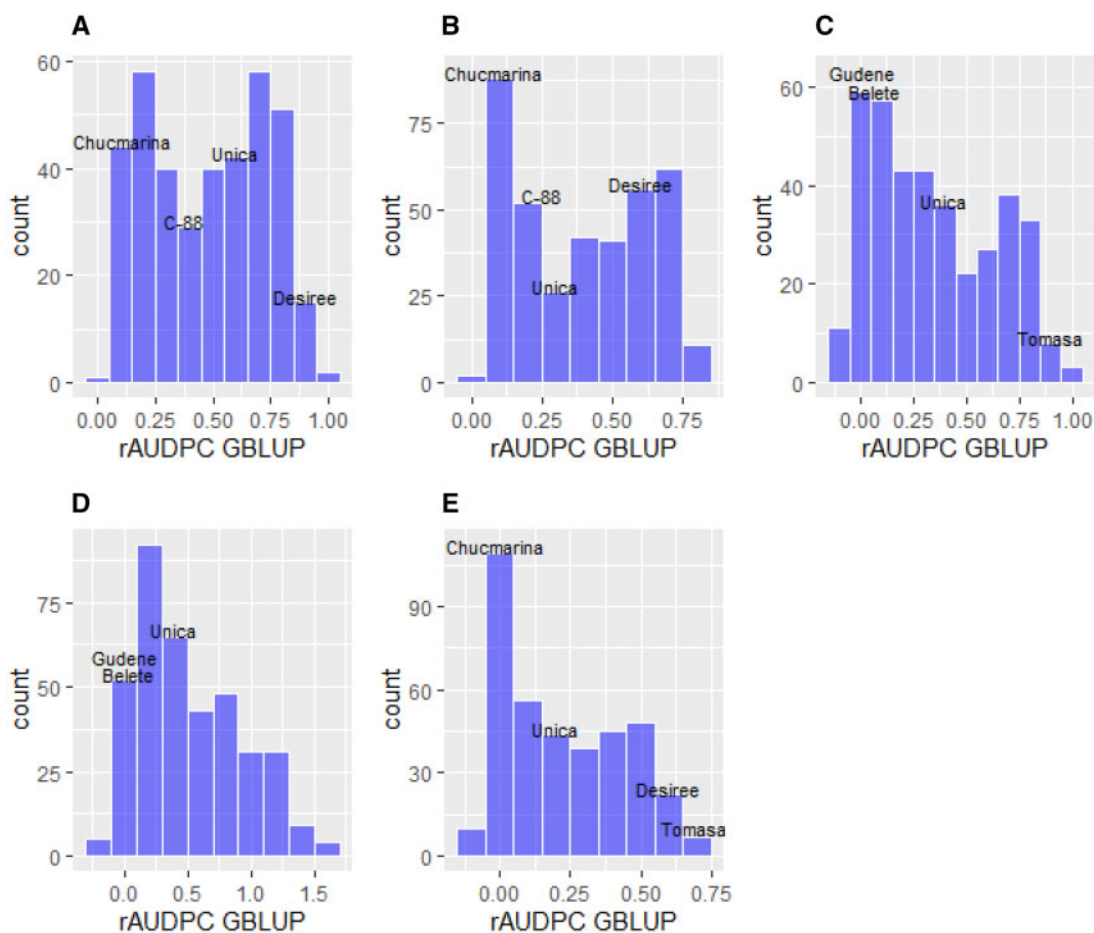 A
60
40
20
0
count
Chucmarina
C-88
Unica
Desiree
0.00 0.25 0.50 0.75 1.00
rAUDPC GBLUP
B
75
50
25
0
count
Chucmarina
C-88
Unica
Desiree
0.00 0.25 0.50 0.75
rAUDPC GBLUP
C
60
40
20
0
count
Gudene
Belete
Unica
Tomasa
0.00 0.25 0.50 0.75 1.00
rAUDPC GBLUP
D
75
50
25
0
count
Gudene
Belete
Unica
0.0 0.5 1.0 1.5
rAUDPC GBLUP
E
90
60
30
0
count
Chucmarina
Unica
Desiree
Tomasa
0.00 0.25 0.50 0.75
rAUDPC GBLUP